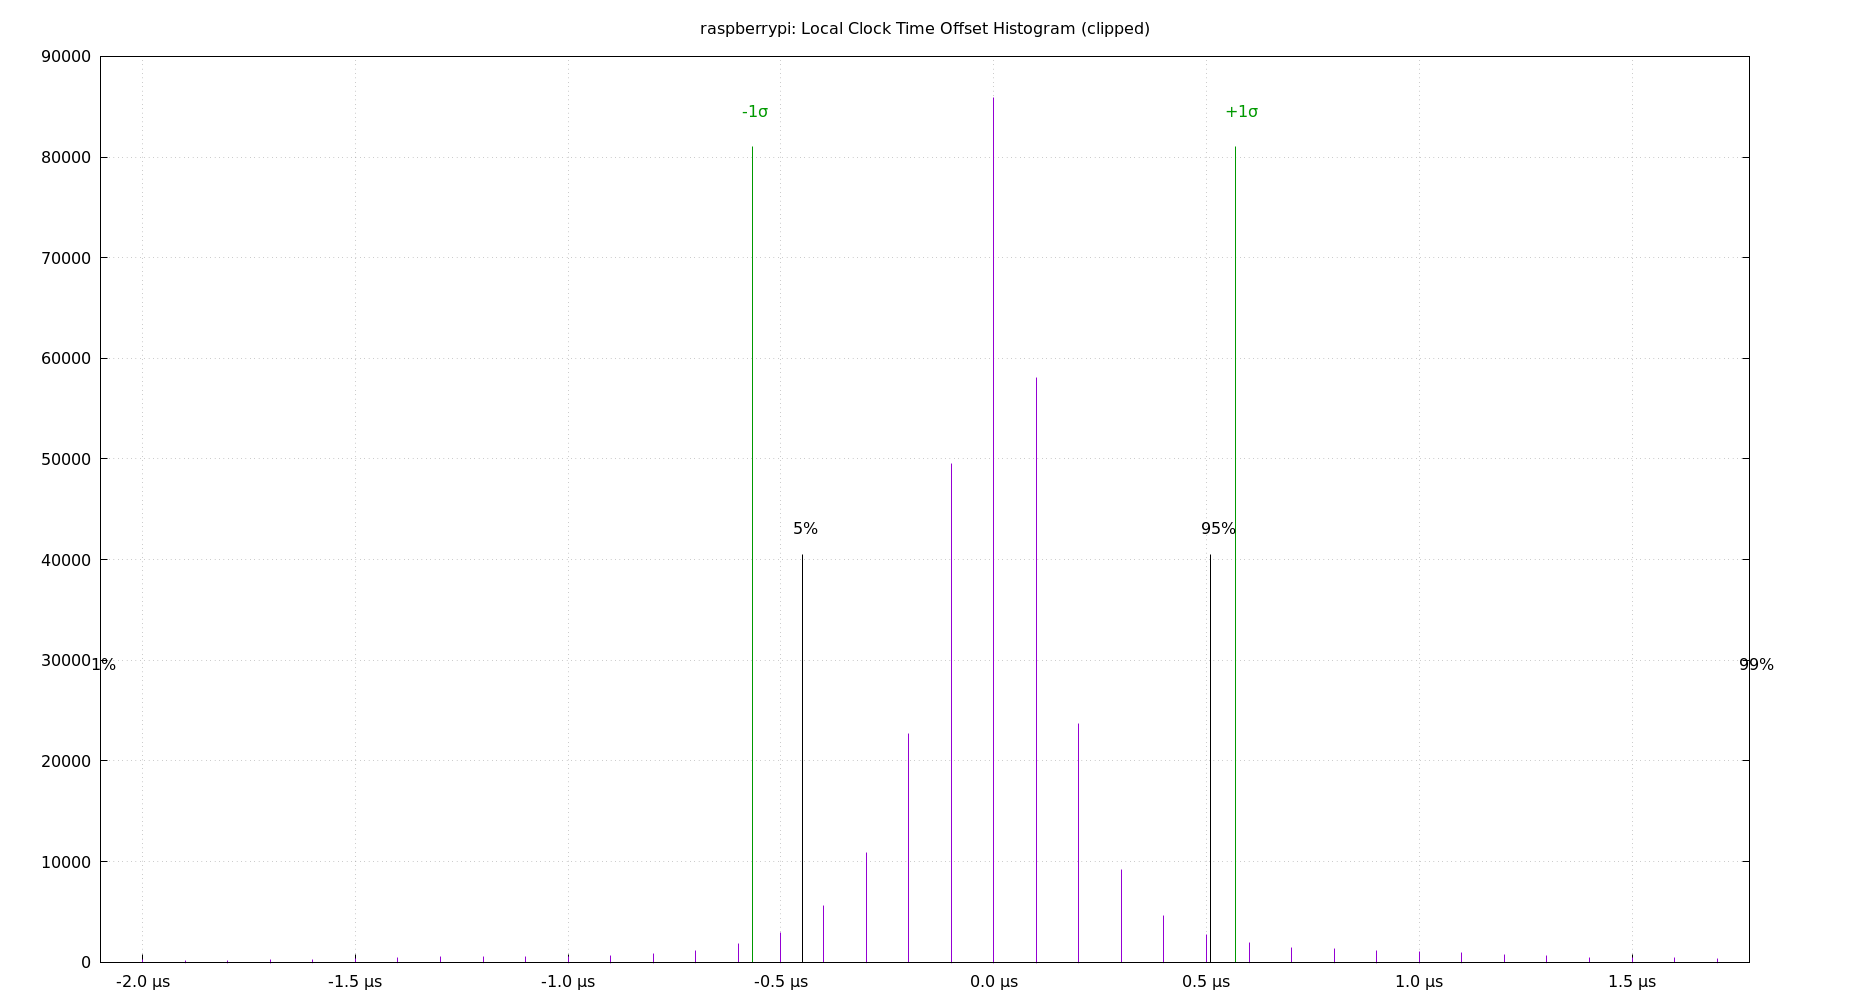 raspberrypi: Local Clock Time Offset Histogram (clipped)
90000
-1σ
+1σ
80000
70000
60000
50000
5%
95%
40000
30000
1%
99%
20000
10000
0
-2.0 μs
-1.5 μs
-1.0 μs
-0.5 μs
0.0 μs
0.5 μs
1.0 μs
1.5 μs